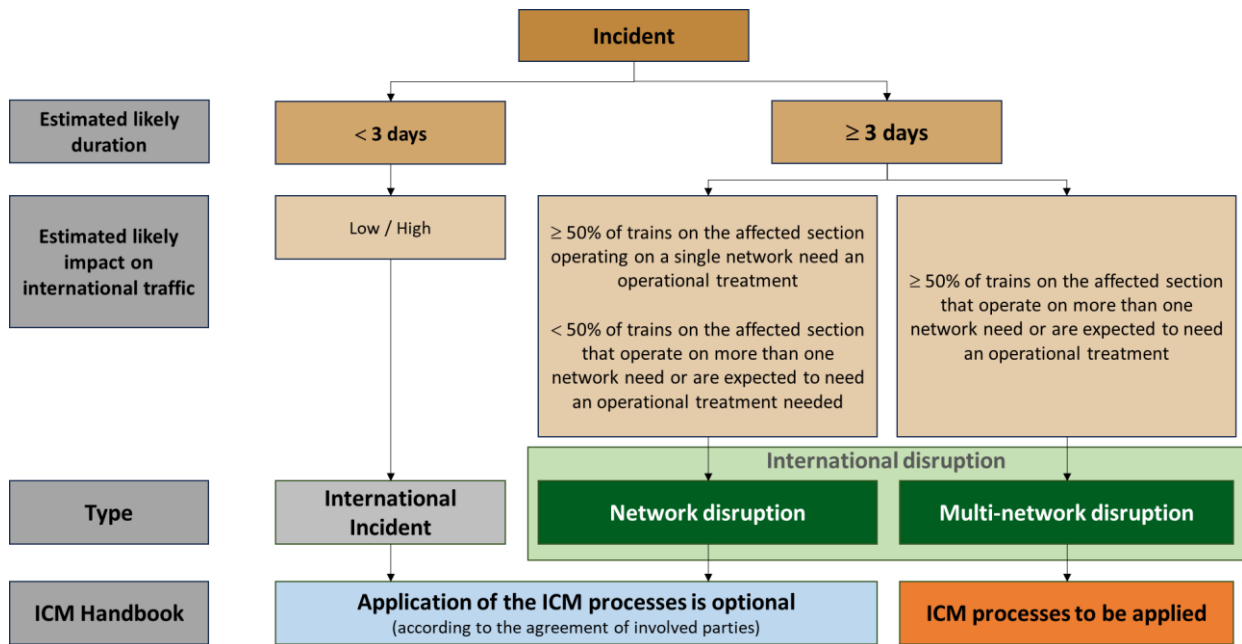 Incident
Estimated likely
duration
< 3 days
≥ 3 days
Estimated likely
impact on
international traffic
Low / High
≥ 50% of trains on the affected section
operating on a single network need an
operational treatment
< 50% of trains on the affected section
that operate on more than one
network need or are expected to need
an operational treatment needed
≥ 50% of trains on the affected section
that operate on more than one
network need or are expected to need
an operational treatment
International disruption
Type
International
Incident
Network disruption
Multi-network disruption
ICM Handbook
Application of the ICM processes is optional
(according to the agreement of involved parties)
ICM processes to be applied